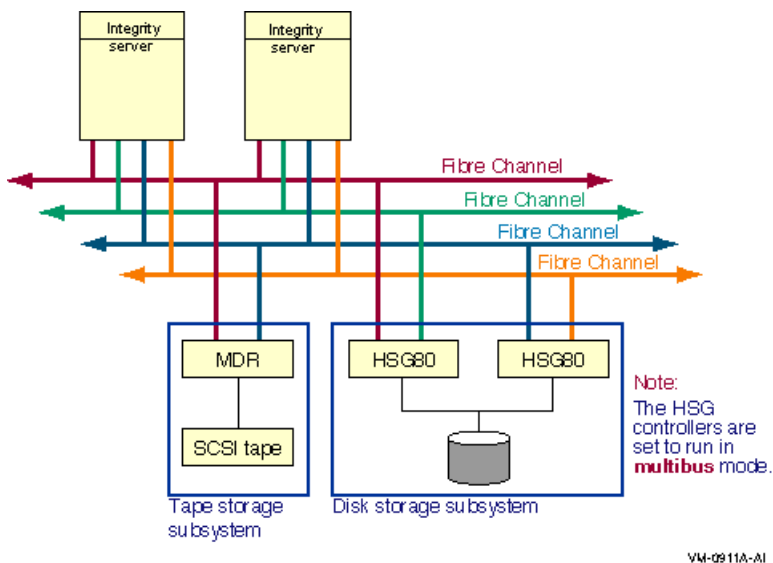 Integrity
server
Integrity
server
Fibre Channel
Fibre Channel
Fibre Channel
Fibre Channel
MDR
HSG80
HSG80
SCSI tape
Note:
The HSG
controllers are
set to run in
multibus mode.
Tape storage
subsystem
Disk storage subsystem
VM-0911A-AI